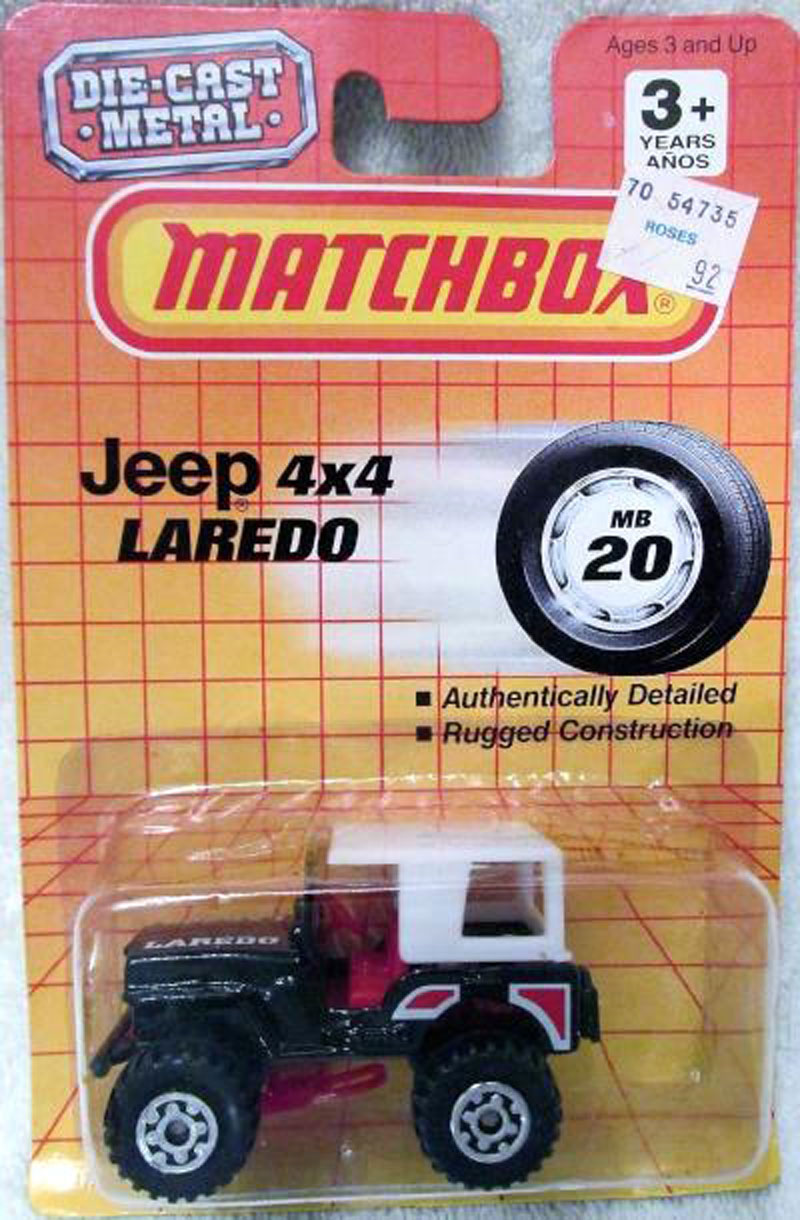 Ages 3 and Up
DIE-CAST
•METAL•
3+
YEARS
AÑOS
70 54735
ROSES
92
MATCHBOX®
Jeep® 4x4
LAREDO
MB
20
■ Authentically Detailed
■ Rugged Construction
LAREDO